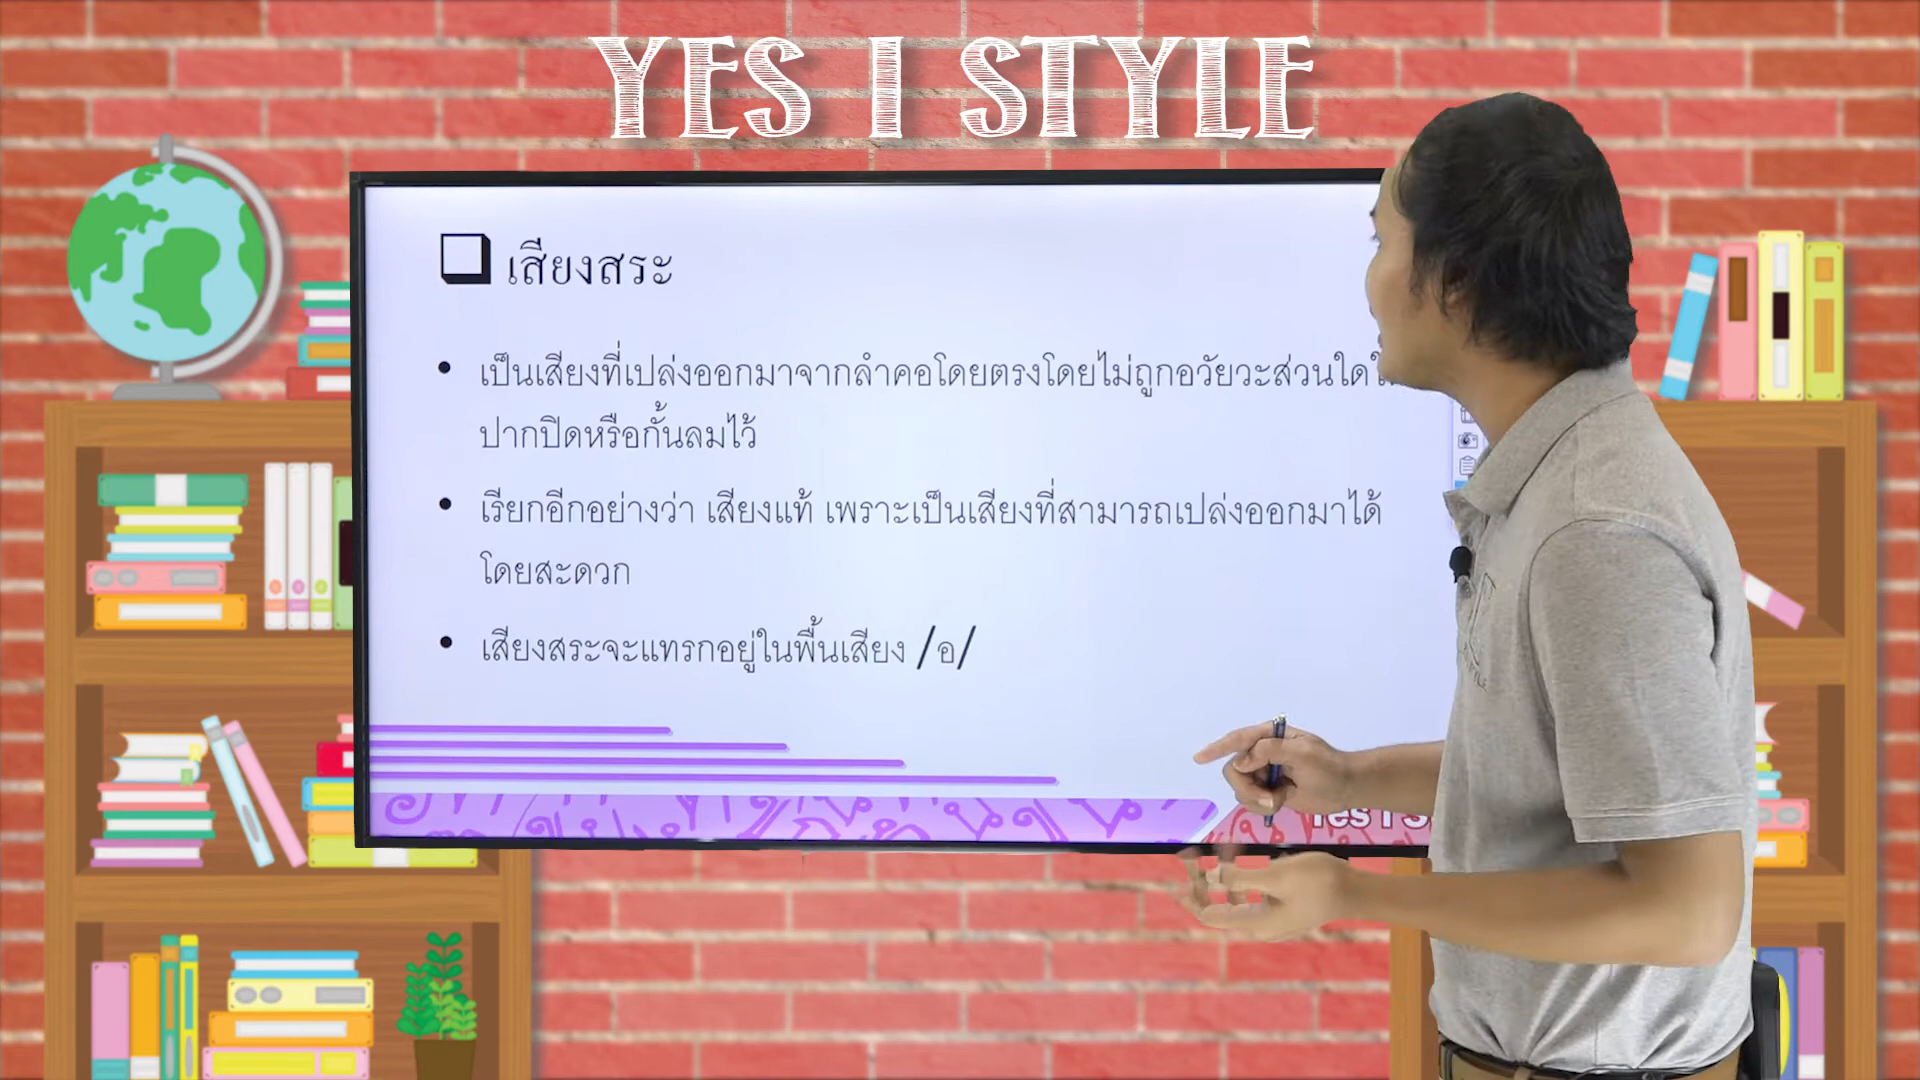 YES I STYLE
เสียงสระ
• เป็นเสียงที่เปล่งออกมาจากลำคอโดยตรงโดยไม่ถูกอวัยวะส่วนใด
ปากปิดหรือกั้นลมไว้
• เรียกอีกอย่างว่า เสียงแท้ เพราะเป็นเสียงที่สามารถเปล่งออกมาได้
โดยสะดวก
• เสียงสระจะแทรกอยู่ในพื้นเสียง /อ/
Yes I S